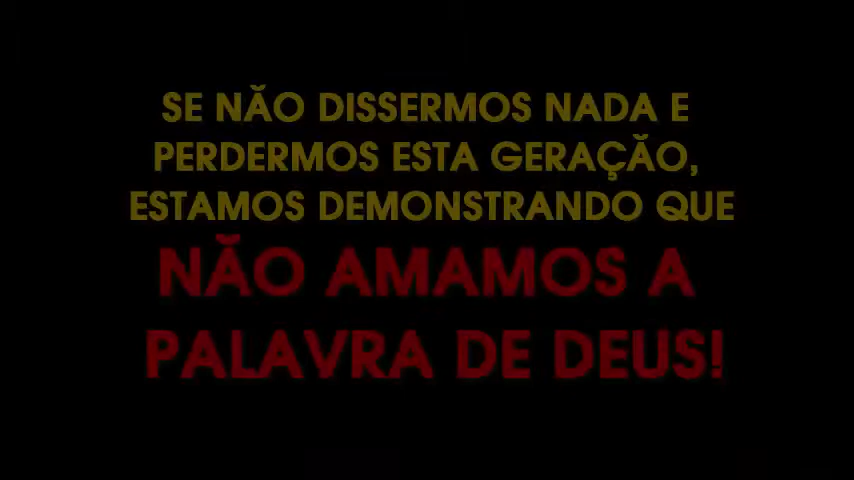 SE NÃO DISSERMOS NADA E
PERDERMOS ESTA GERAÇÃO,
ESTAMOS DEMONSTRANDO QUE
NÃO AMAMOS A
PALAVRA DE DEUS!